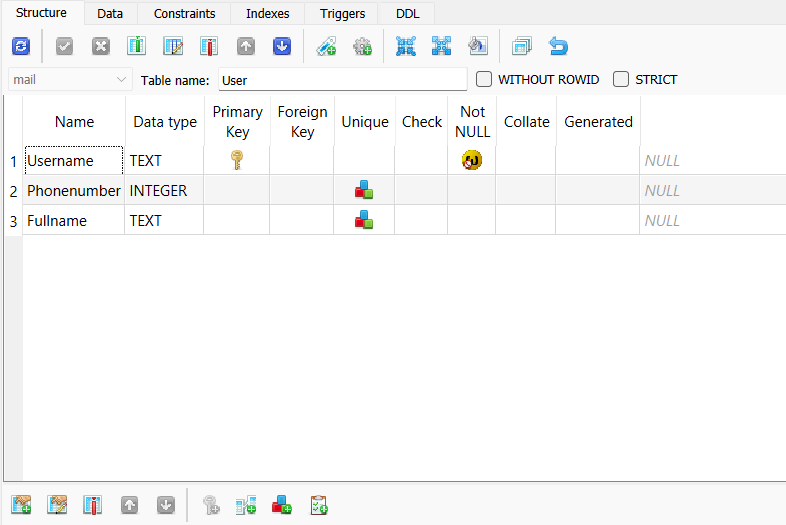 Structure Data Constraints Indexes Triggers DDL
mail Table name: User WITHOUT ROWID STRICT
Name Data type Primary Key Foreign Key Unique Check Not NULL Collate Generated
1 Username TEXT NULL
2 Phonenumber INTEGER NULL
3 Fullname TEXT NULL